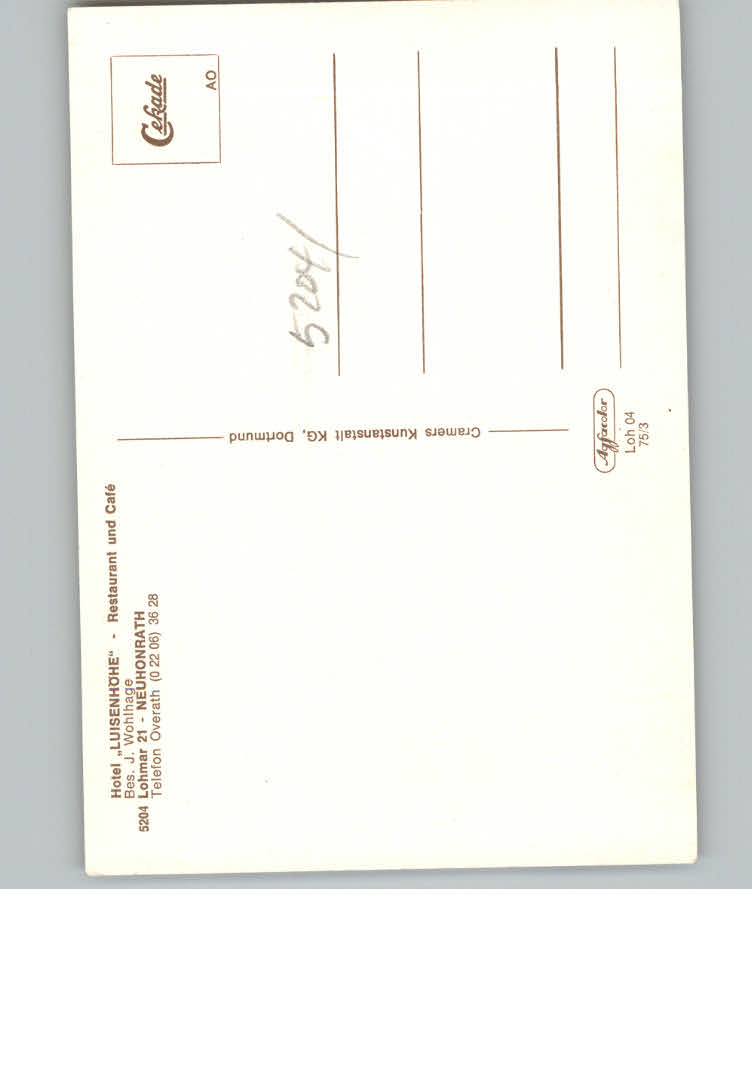 Hotel „LUISENHÖHE“ - Restaurant und Café
Bes. J. Wohlhage
5204 Lohmar 21 - NEUHONRATH
Telefon Overath (0 22 06) 36 28
Cramers Kunstanstalt KG, Dortmund
Cekade
AO
5204/
Agfacolor
Loh 04
75/3